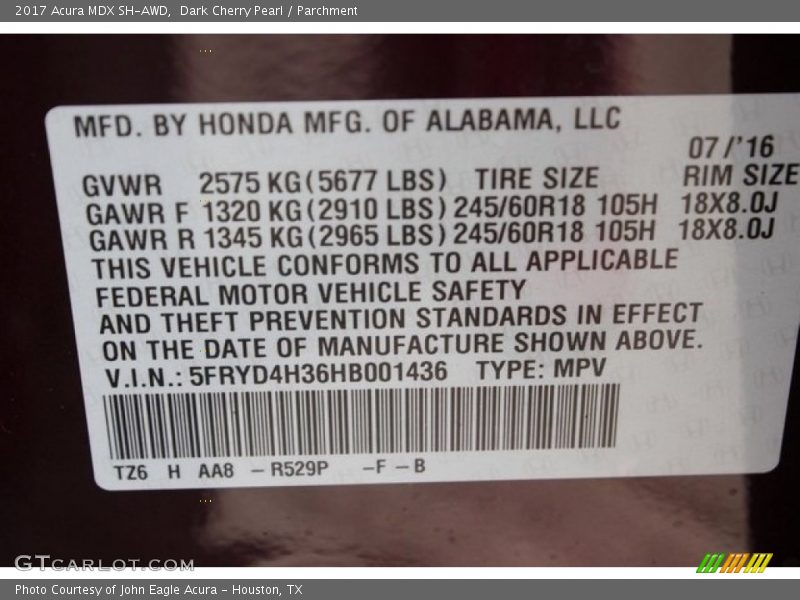 2017 Acura MDX SH-AWD,  Dark Cherry Pearl / Parchment
MFD. BY HONDA MFG. OF ALABAMA, LLC
07/'16
GVWR 2575 KG(5677 LBS) TIRE SIZE RIM SIZE
GAWR F 1320 KG(2910 LBS) 245/60R18 105H 18X8.0J
GAWR R 1345 KG(2965 LBS) 245/60R18 105H 18X8.0J
THIS VEHICLE CONFORMS TO ALL APPLICABLE
FEDERAL MOTOR VEHICLE SAFETY
AND THEFT PREVENTION STANDARDS IN EFFECT
ON THE DATE OF MANUFACTURE SHOWN ABOVE.
V.I.N.: 5FRYD4H36HB001436 TYPE: MPV
TZ6 H AA8 – R529P –F – B
GTCARLOT.COM
Photo Courtesy of John Eagle Acura - Houston, TX